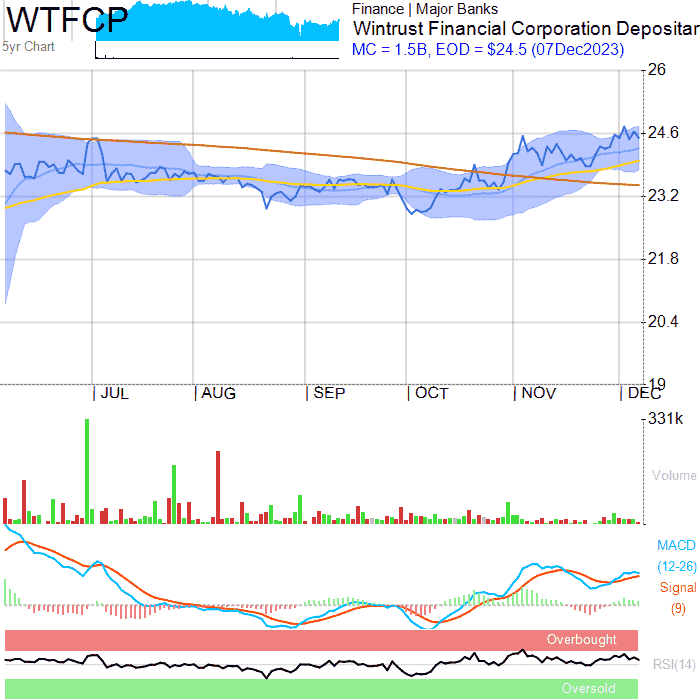 WTFCP
5yr Chart
Finance | Major Banks
Wintrust Financial Corporation Depositar
MC = 1.5B, EOD = $24.5 (07Dec2023)
26
24.6
23.2
21.8
20.4
19
JUL AUG SEP OCT NOV DEC
331k
Volume
MACD
(12-26)
Signal
(9)
Overbought
RSI(14)
Oversold